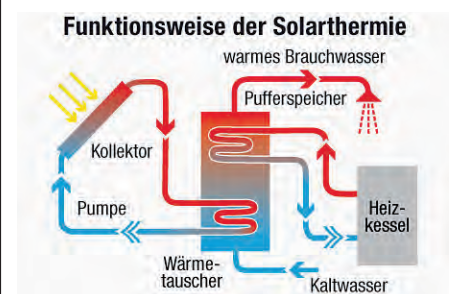 Funktionsweise der Solarthermie
warmes Brauchwasser
Pufferspeicher
Kollektor
Pumpe
Heiz-
kessel
Wärme-
tauscher
Kaltwasser